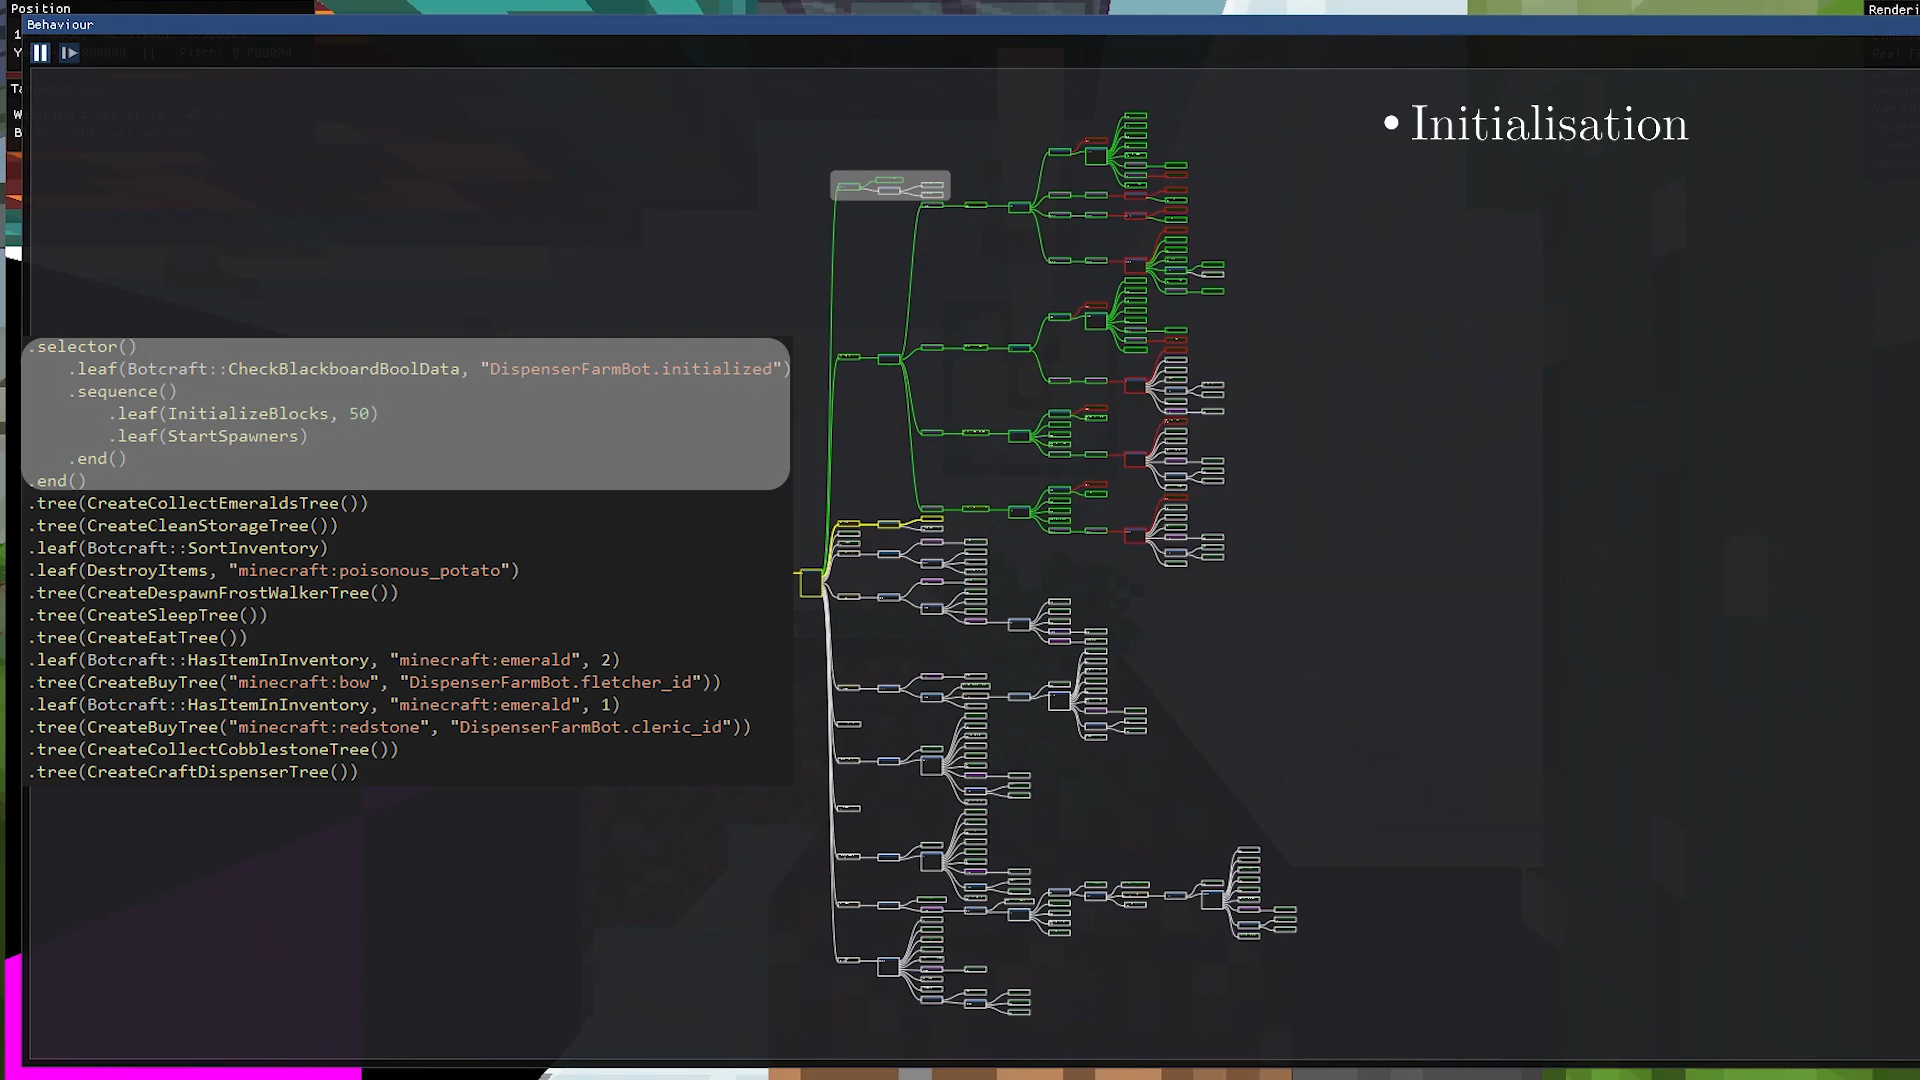 Position
Renderi
Behaviour
• Initialisation
.selector()
.leaf(Botcraft::CheckBlackboardBoolData, "DispenserFarmBot.initialized")
.sequence()
.leaf(InitializeBlocks, 50)
.leaf(StartSpawners)
.end()
.end()
.tree(CreateCollectEmeraldsTree())
.tree(CreateCleanStorageTree())
.leaf(Botcraft::SortInventory)
.leaf(DestroyItems, "minecraft:poisonous_potato")
.tree(CreateDespawnFrostWalkerTree())
.tree(CreateSleepTree())
.tree(CreateEatTree())
.leaf(Botcraft::HasItemInInventory, "minecraft:emerald", 2)
.tree(CreateBuyTree("minecraft:bow", "DispenserFarmBot.fletcher_id"))
.leaf(Botcraft::HasItemInInventory, "minecraft:emerald", 1)
.tree(CreateBuyTree("minecraft:redstone", "DispenserFarmBot.cleric_id"))
.tree(CreateCollectCobblestoneTree())
.tree(CreateCraftDispenserTree())